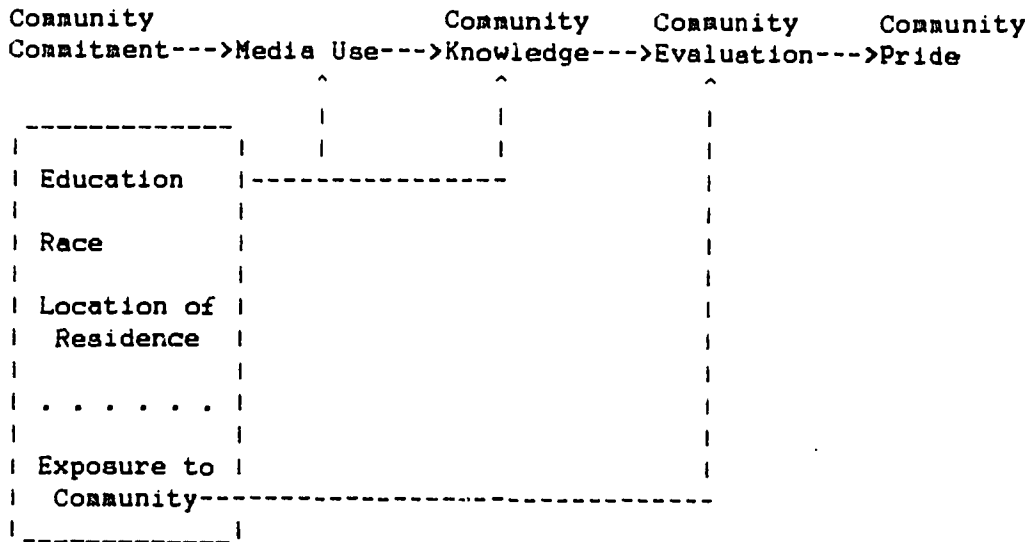 Community Community Community Community
Commitment--->Media Use--->Knowledge--->Evaluation--->Pride
Education
Race
Location of
Residence
. . . . . .
Exposure to
Community